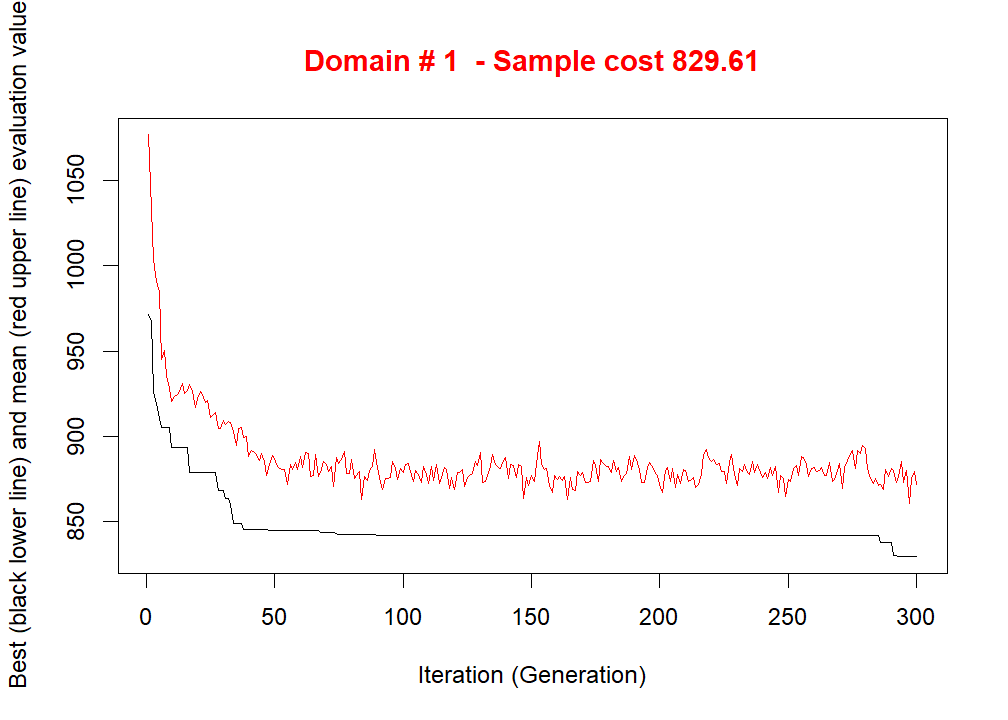 Domain # 1  - Sample cost 829.61
Best (black lower line) and mean (red upper line) evaluation value
1050
1000
950
900
850
0 50 100 150 200 250 300
Iteration (Generation)